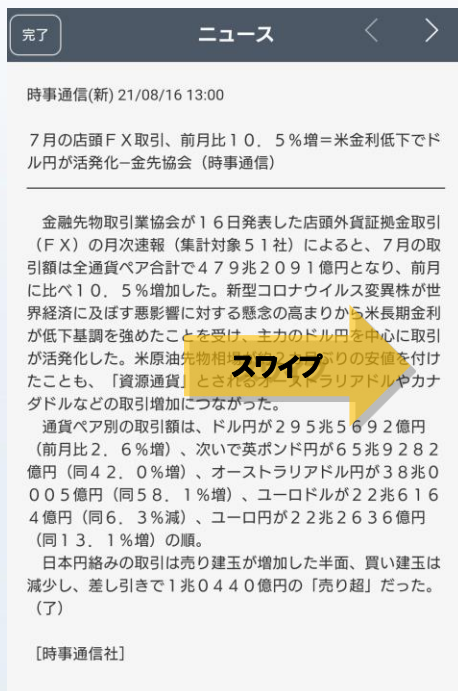 完了
ニュース
時事通信(新) 21/08/16 13:00
7月の店頭FX取引、前月比10.5%増=米金利低下でド
ル円が活発化−金先協会（時事通信）
金融先物取引業協会が16日発表した店頭外貨証拠金取引
（FX）の月次速報（集計対象51社）によると、7月の取
引額は全通貨ペア合計で479兆2091億円となり、前月
に比べ10.5%増加した。新型コロナウイルス変異株が世
界経済に及ぼす悪影響に対する懸念の高まりから米長期金利
が低下基調を強めたことを受け、主力のドル円を中心に取引
が活発化した。米原油先物相場 ぶりの安値を付け
たことも、「資源通貨」とされるオーストラリアドルやカナ
ダドルなどの取引増加につながった。
通貨ペア別の取引額は、ドル円が295兆5692億円
（前月比2.6%増）、次いで英ポンド円が65兆9282
億円（同42.0%増）、オーストラリアドル円が38兆0
005億円（同58.1%増）、ユーロドルが22兆616
4億円（同6.3%減）、ユーロ円が22兆2636億円
（同13.1%増）の順。
日本円絡みの取引は売り建玉が増加した半面、買い建玉は
減少し、差し引きで1兆0440億円の「売り超」だった。
（了）
［時事通信社］
スワイプ